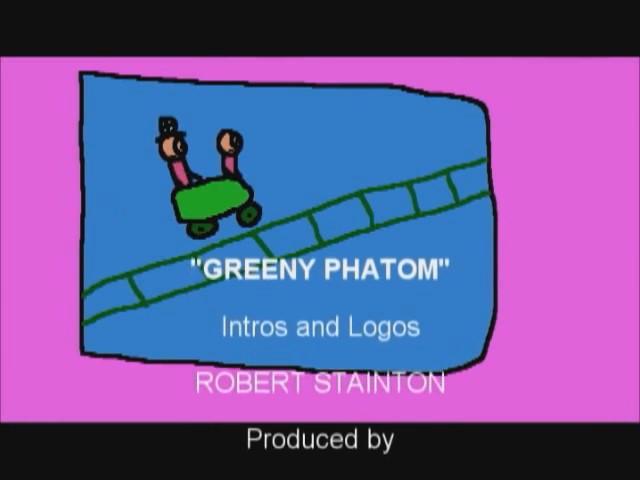 "GREENY PHATOM"
Intros and Logos
ROBERT STAINTON
Produced by